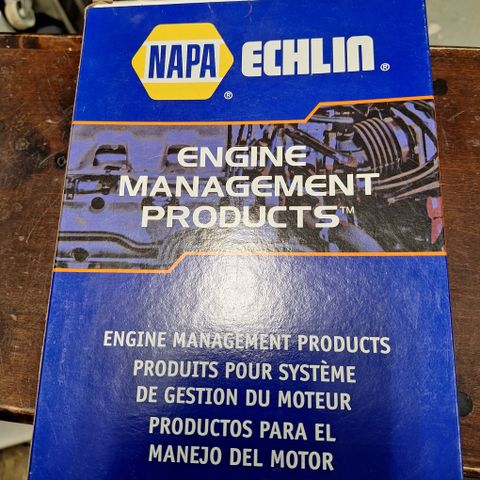 NAPA ECHLIN®
®
ENGINE
MANAGEMENT
PRODUCTS™
ENGINE MANAGEMENT PRODUCTS
PRODUITS POUR SYSTÈME
DE GESTION DU MOTEUR
PRODUCTOS PARA EL
MANEJO DEL MOTOR